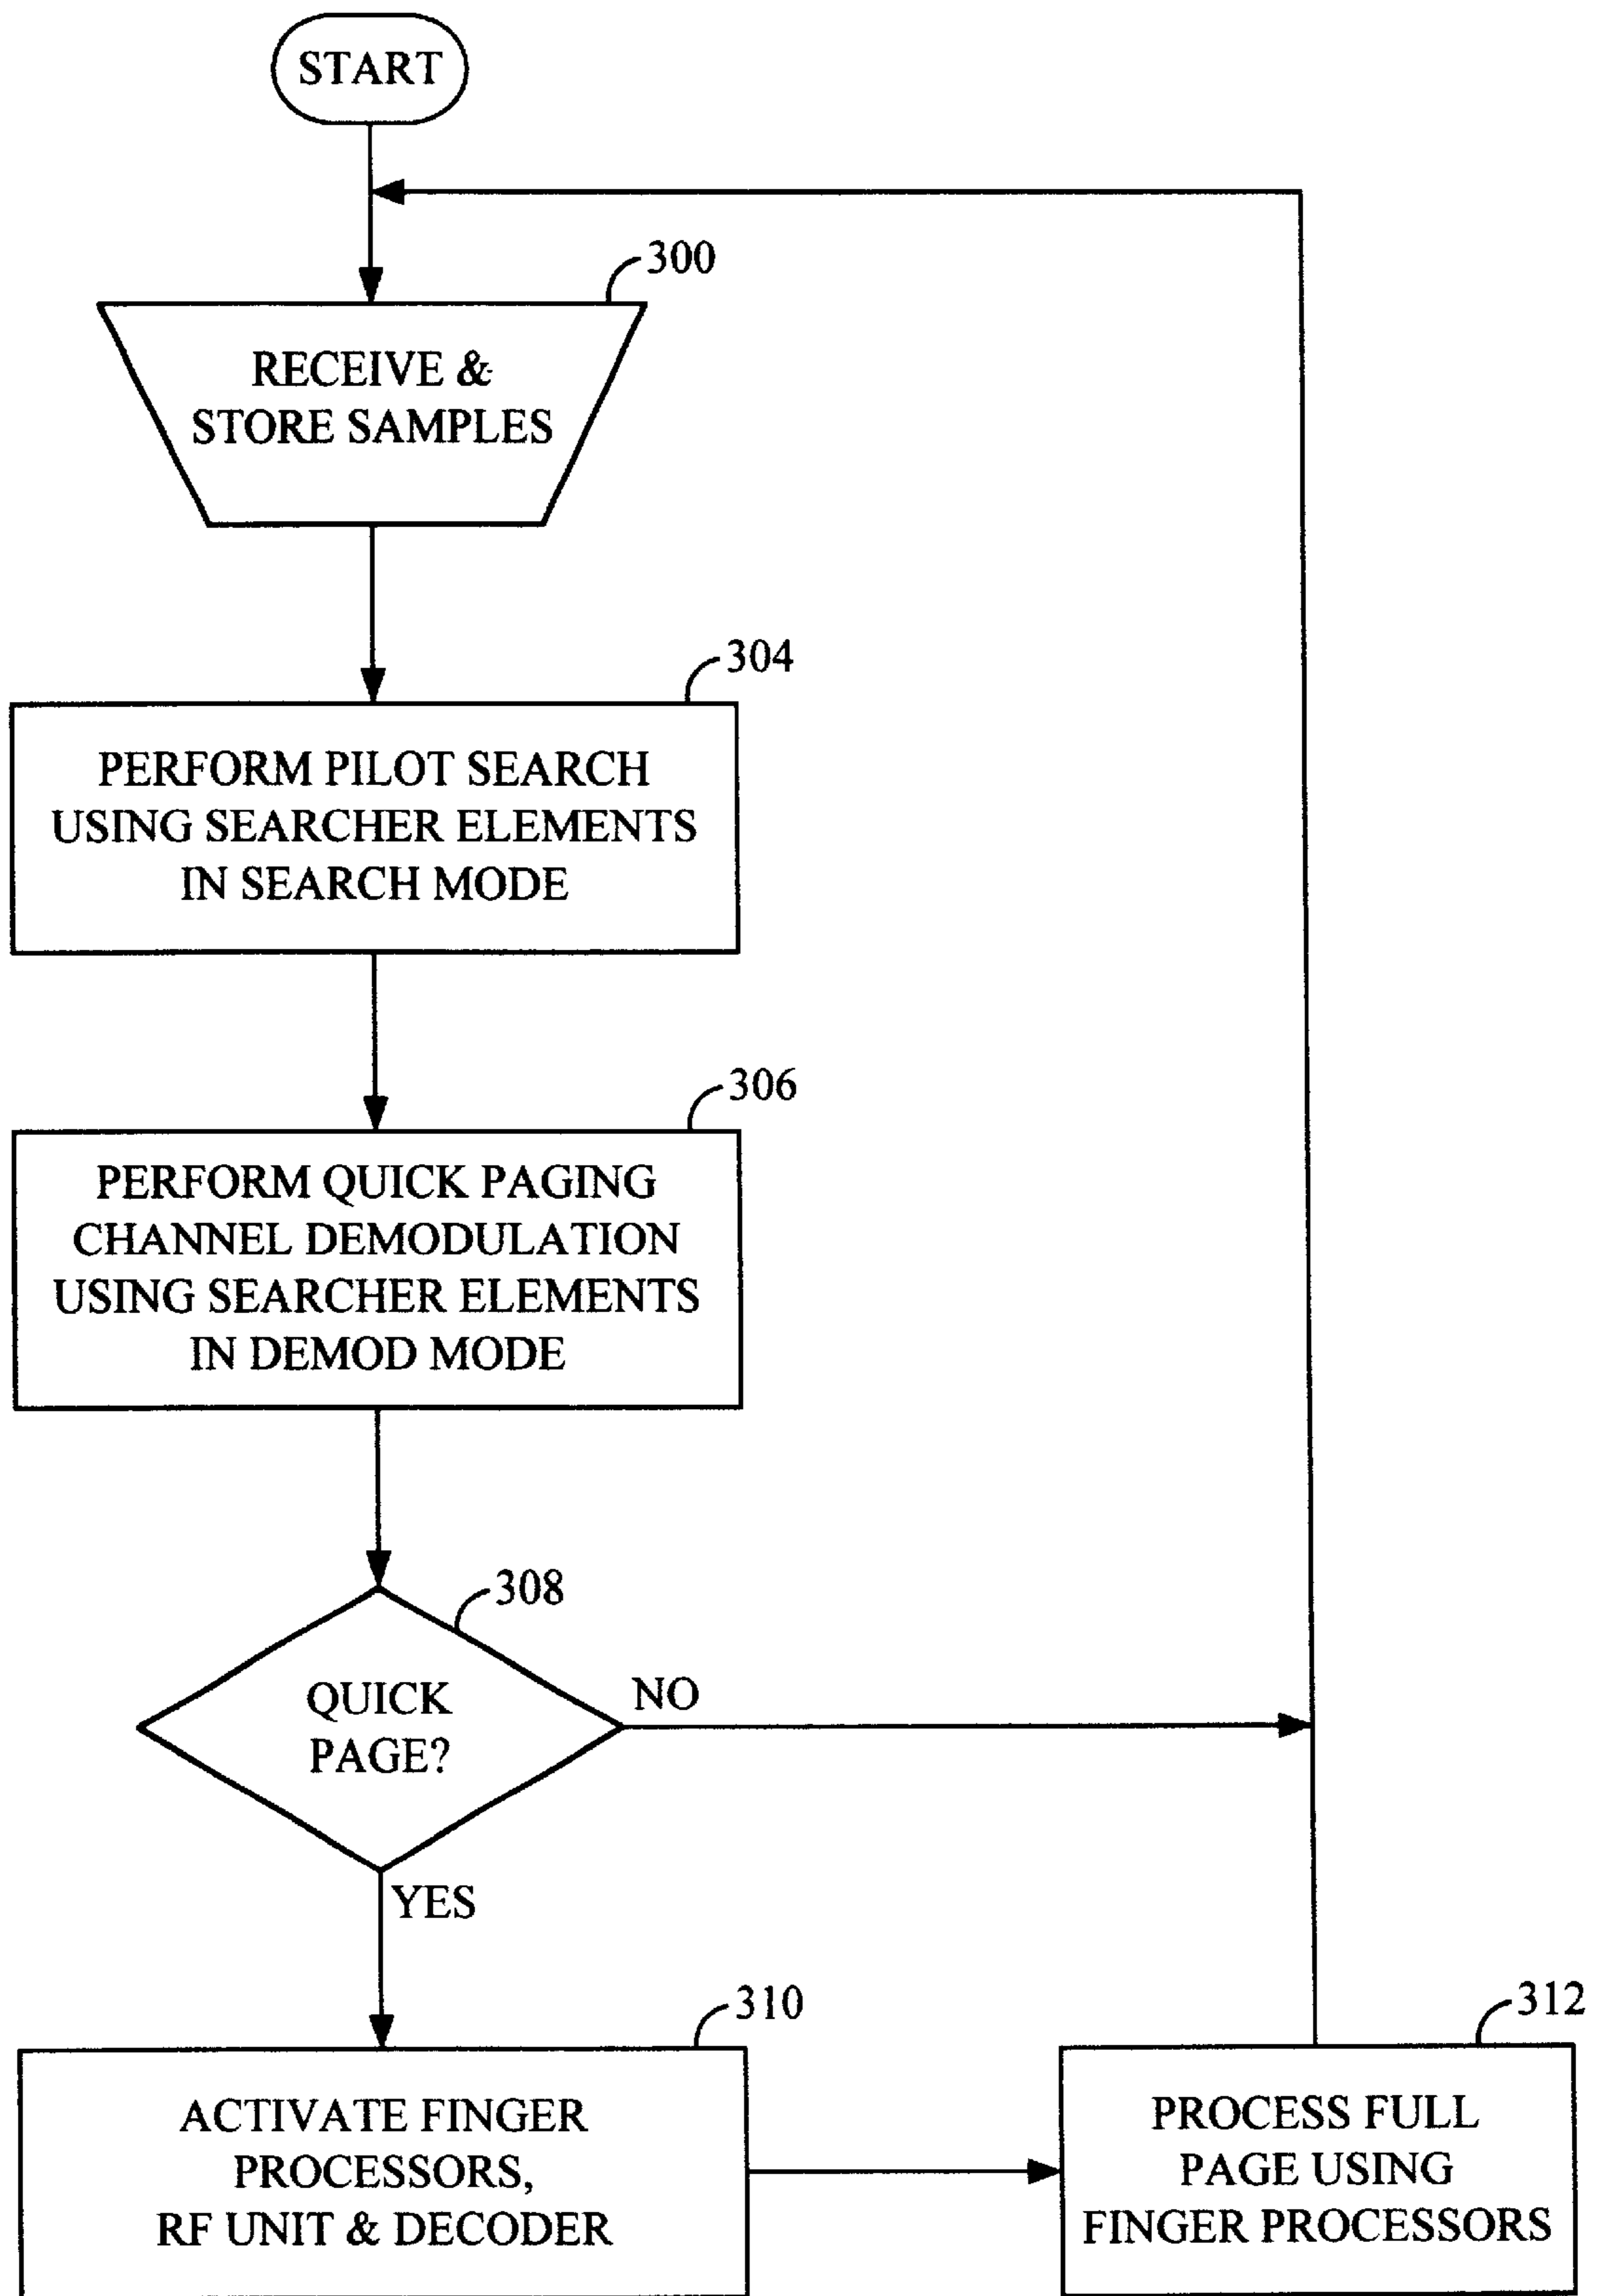 START
300
RECEIVE &
STORE SAMPLES
304
PERFORM PILOT SEARCH
USING SEARCHER ELEMENTS
IN SEARCH MODE
306
PERFORM QUICK PAGING
CHANNEL DEMODULATION
USING SEARCHER ELEMENTS
IN DEMOD MODE
308
QUICK
PAGE?
NO
YES
310
ACTIVATE FINGER
PROCESSORS,
RF UNIT & DECODER
312
PROCESS FULL
PAGE USING
FINGER PROCESSORS